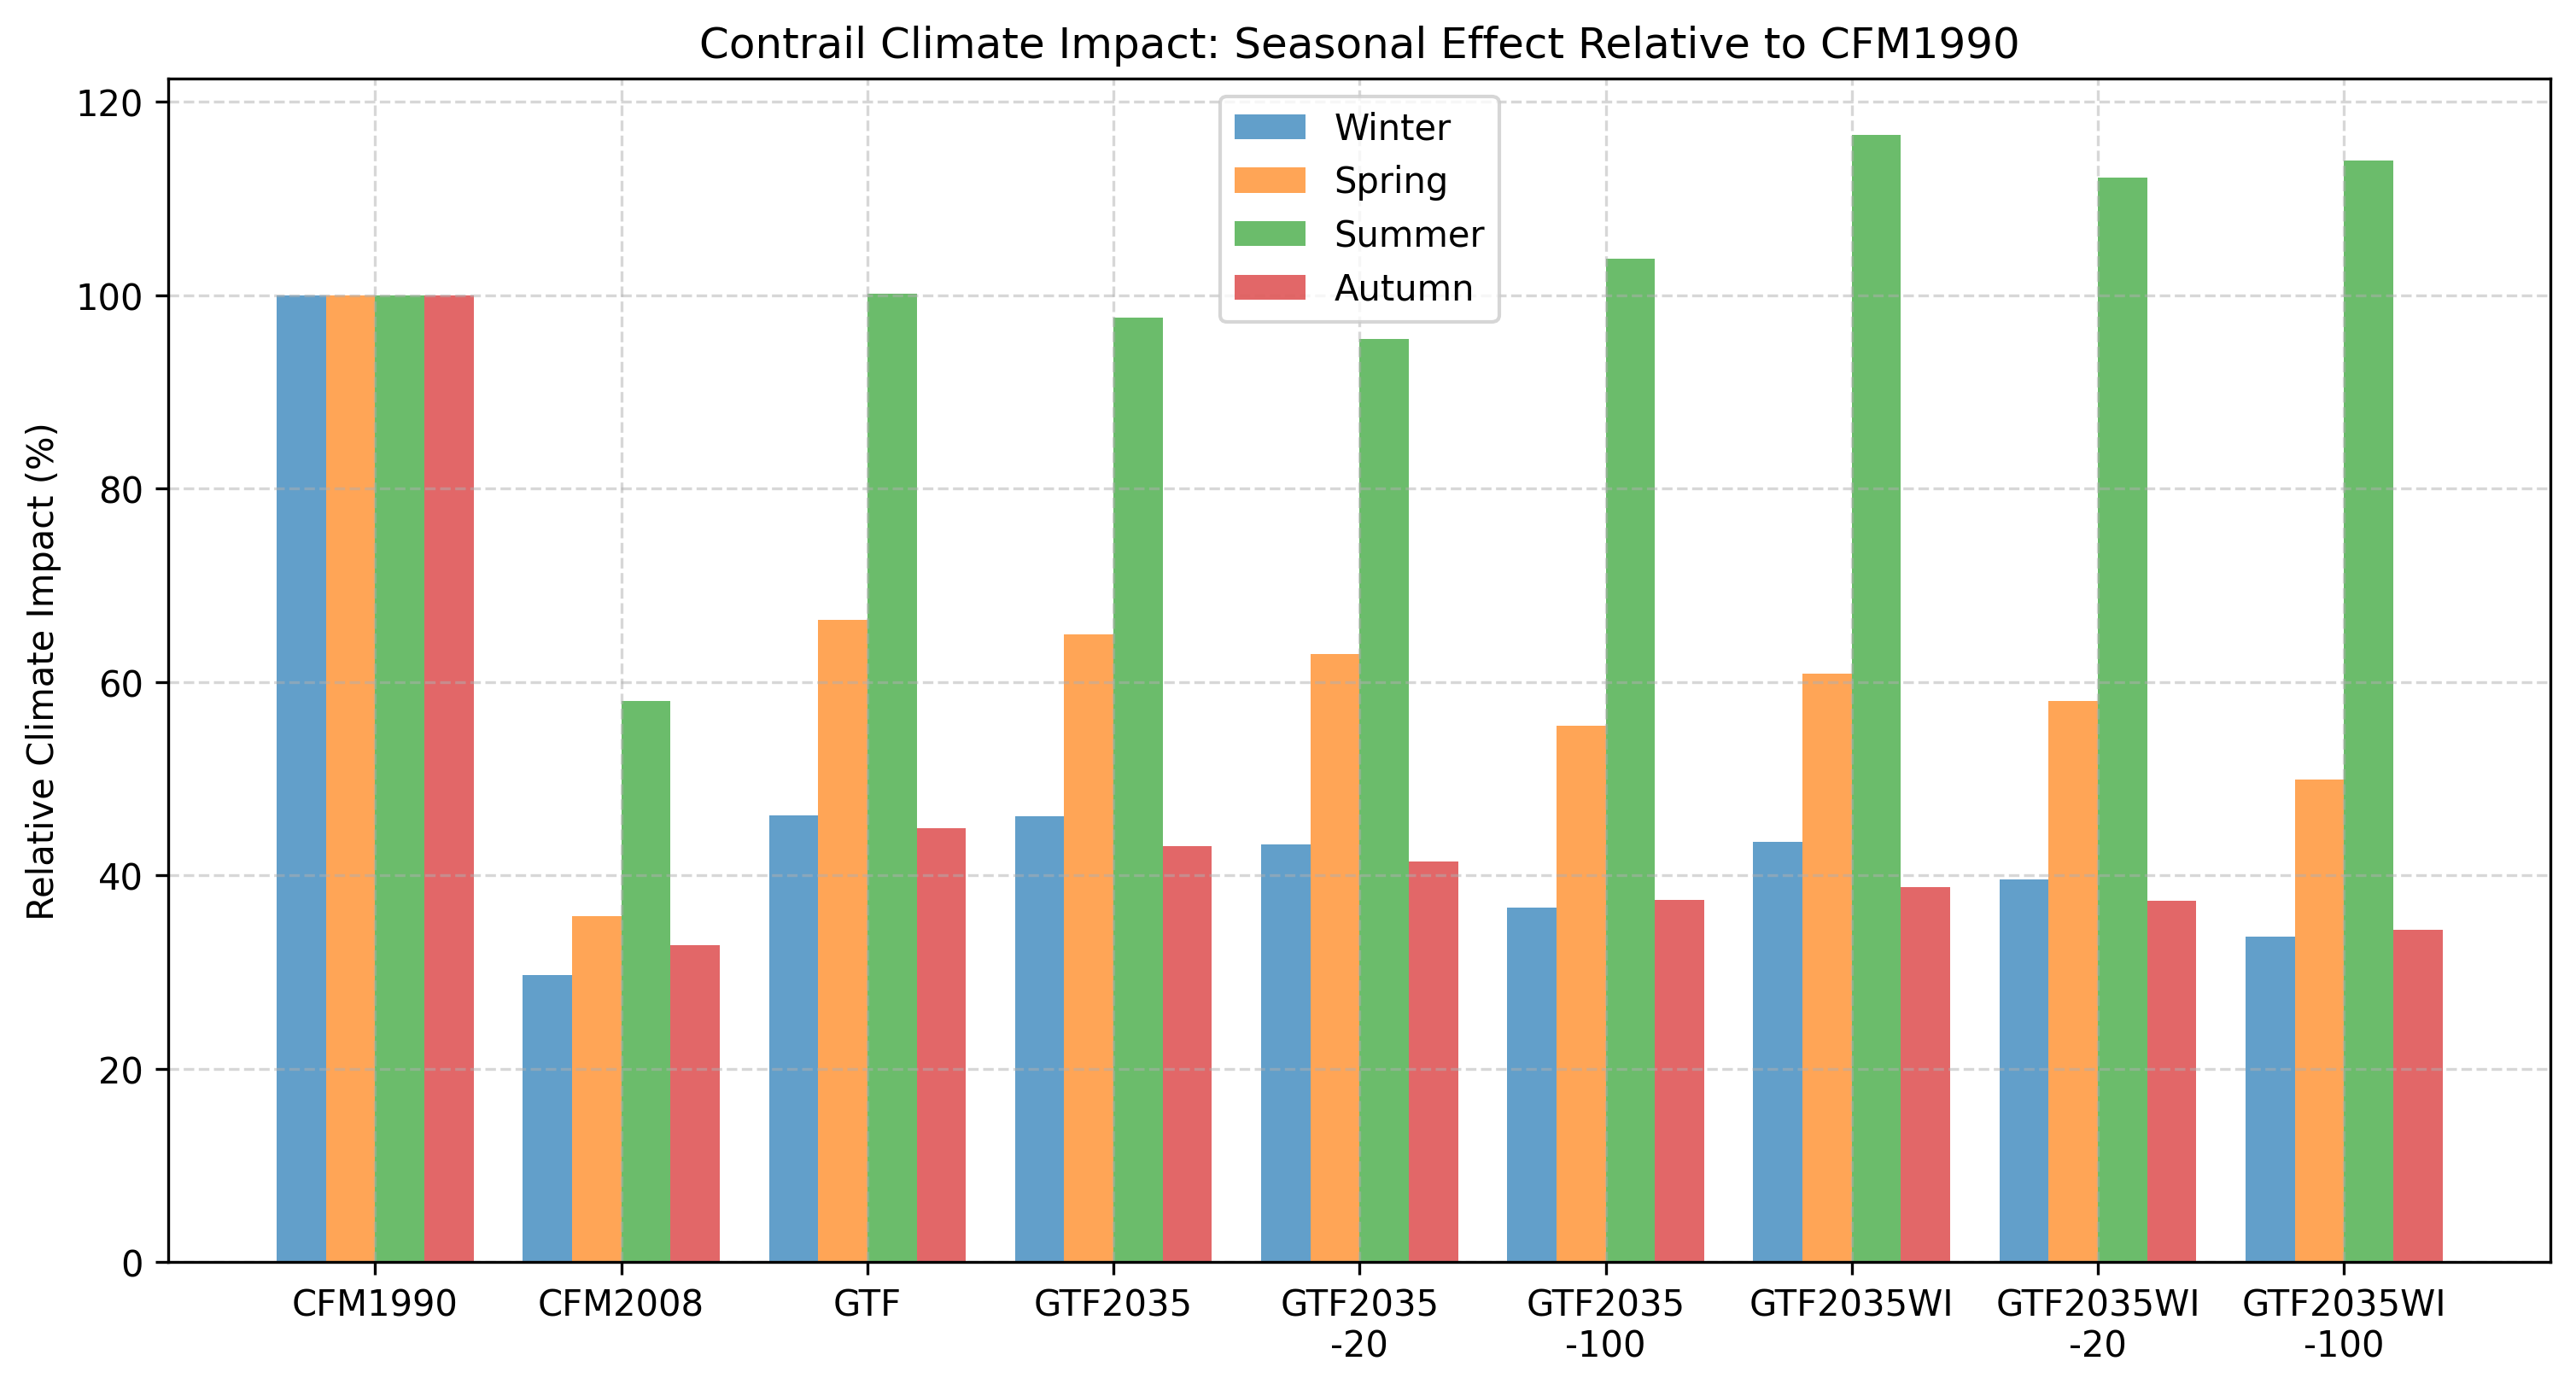 Contrail Climate Impact: Seasonal Effect Relative to CFM1990
Relative Climate Impact (%)
120
100
80
60
40
20
0
Winter
Spring
Summer
Autumn
CFM1990
CFM2008
GTF
GTF2035
GTF2035
-20
GTF2035
-100
GTF2035WI
GTF2035WI
-20
GTF2035WI
-100